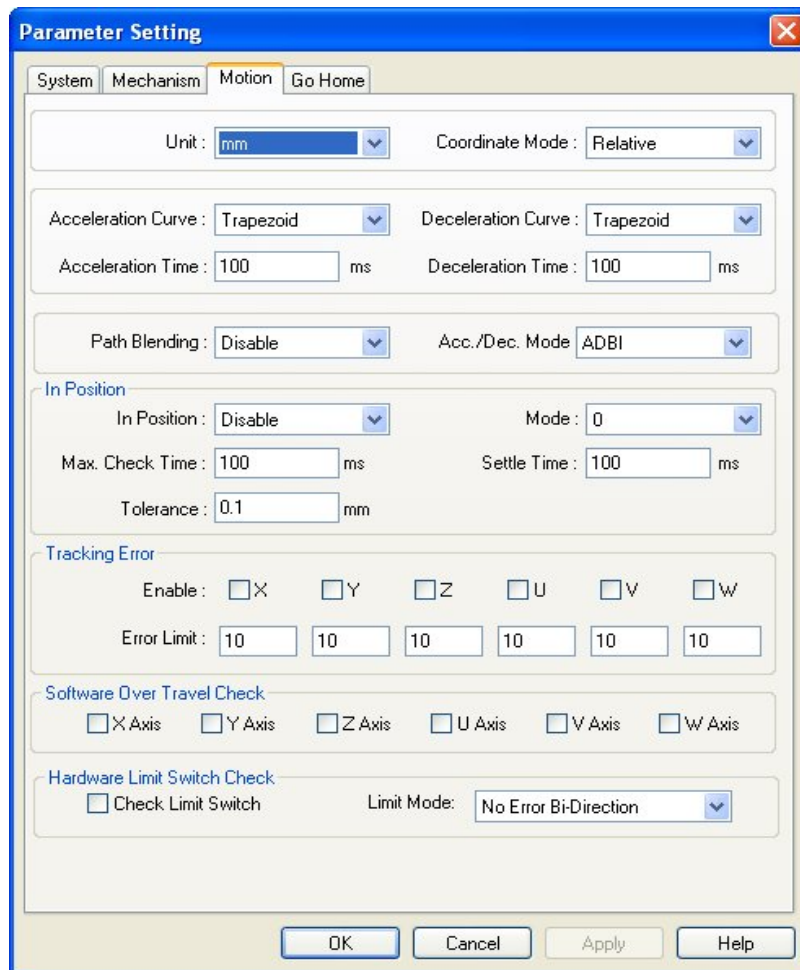 Parameter Setting
System Mechanism Motion Go Home
Unit : mm Coordinate Mode : Relative
Acceleration Curve : Trapezoid Deceleration Curve : Trapezoid
Acceleration Time : 100 ms Deceleration Time : 100 ms
Path Blending : Disable Acc./Dec. Mode ADBI
In Position
In Position : Disable Mode : 0
Max. Check Time : 100 ms Settle Time : 100 ms
Tolerance : 0.1 mm
Tracking Error
Enable : X Y Z U V W
Error Limit : 10 10 10 10 10 10
Software Over Travel Check
X Axis Y Axis Z Axis U Axis V Axis W Axis
Hardware Limit Switch Check
Check Limit Switch Limit Mode: No Error Bi-Direction
OK Cancel Apply Help